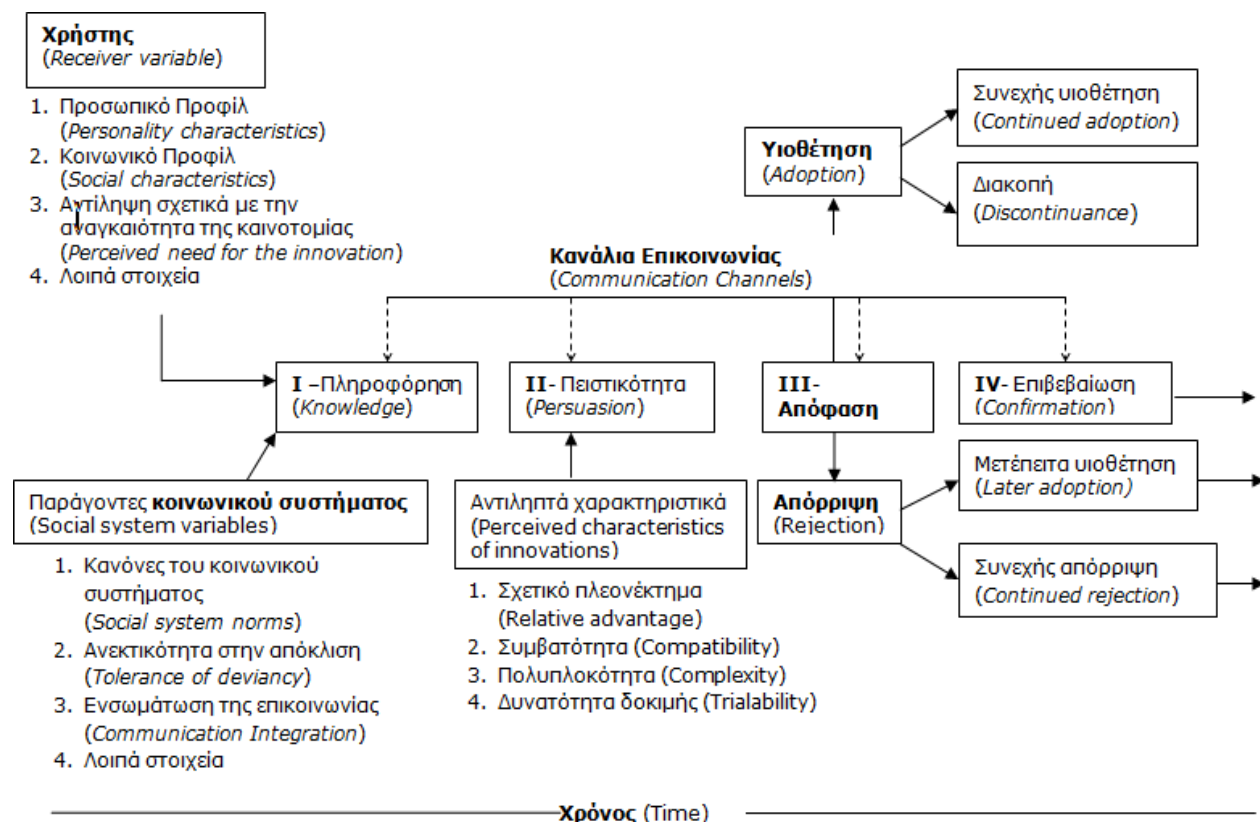 Χρήστης
(Receiver variable)
1. Προσωπικό Προφίλ
(Personality characteristics)
2. Κοινωνικό Προφίλ
(Social characteristics)
3. Αντίληψη σχετικά με την
αναγκαιότητα της καινοτομίας
(Perceived need for the innovation)
4. Λοιπά στοιχεία
Υιοθέτηση
(Adoption)
Συνεχής υιοθέτηση
(Continued adoption)
Διακοπή
(Discontinuance)
Κανάλια Επικοινωνίας
(Communication Channels)
I –Πληροφόρηση
(Knowledge)
II- Πειστικότητα
(Persuasion)
III-
Απόφαση
IV- Επιβεβαίωση
(Confirmation)
Παράγοντες κοινωνικού συστήματος
(Social system variables)
1. Κανόνες του κοινωνικού
συστήματος
(Social system norms)
2. Ανεκτικότητα στην απόκλιση
(Tolerance of deviancy)
3. Ενσωμάτωση της επικοινωνίας
(Communication Integration)
4. Λοιπά στοιχεία
Αντιληπτά χαρακτηριστικά
(Perceived characteristics
of innovations)
1. Σχετικό πλεονέκτημα
(Relative advantage)
2. Συμβατότητα (Compatibility)
3. Πολυπλοκότητα (Complexity)
4. Δυνατότητα δοκιμής (Trialability)
Απόρριψη
(Rejection)
Μετέπειτα υιοθέτηση
(Later adoption)
Συνεχής απόρριψη
(Continued rejection)
Χρόνος (Time)